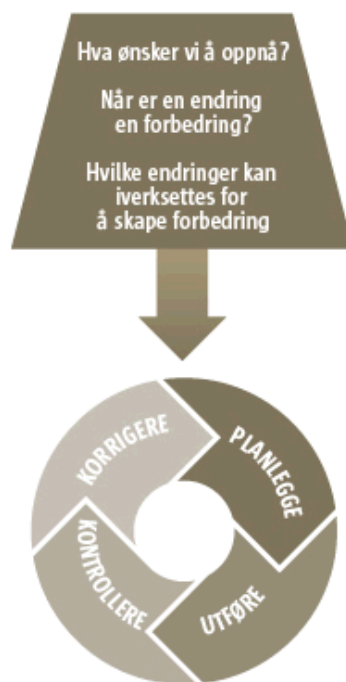 Hva ønsker vi å oppnå?
Når er en endring
en forbedring?
Hvilke endringer kan
iverksettes for
å skape forbedring
KORRIGERE
PLANLEGGE
KONTROLLERE
UTFØRE